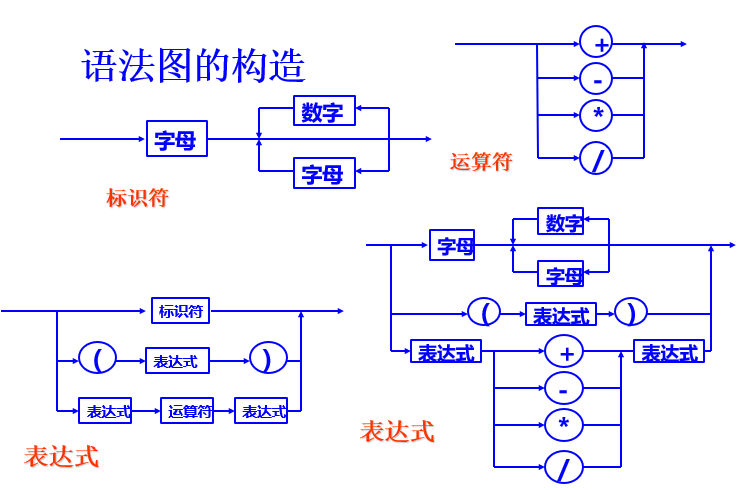 语法图的构造
数字
字母
字母
标识符
+
-
*
/
运算符
标识符
( 表达式 )
表达式 运算符 表达式
表达式
数字
字母
字母
( 表达式 )
表达式 + 表达式
-
*
/
表达式